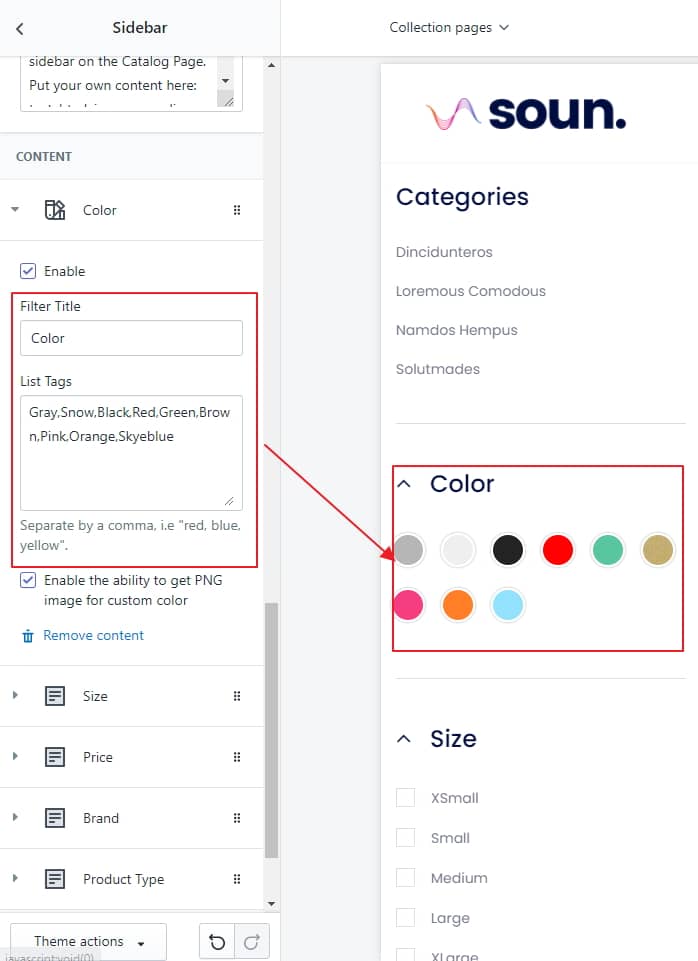 Sidebar
sidebar on the Catalog Page.
Put your own content here:
CONTENT
Color
Enable
Filter Title
Color
List Tags
Gray,Snow,Black,Red,Green,Brow
n,Pink,Orange,Skyeblue
Separate by a comma, i.e "red, blue,
yellow".
Enable the ability to get PNG
image for custom color
Remove content
Size
Price
Brand
Product Type
Theme actions
javascript:void(0)
Collection pages
soun.
Categories
Dincidunteros
Loremous Comodous
Namdos Hempus
Solutmades
Color
Size
XSmall
Small
Medium
Large
XLarge